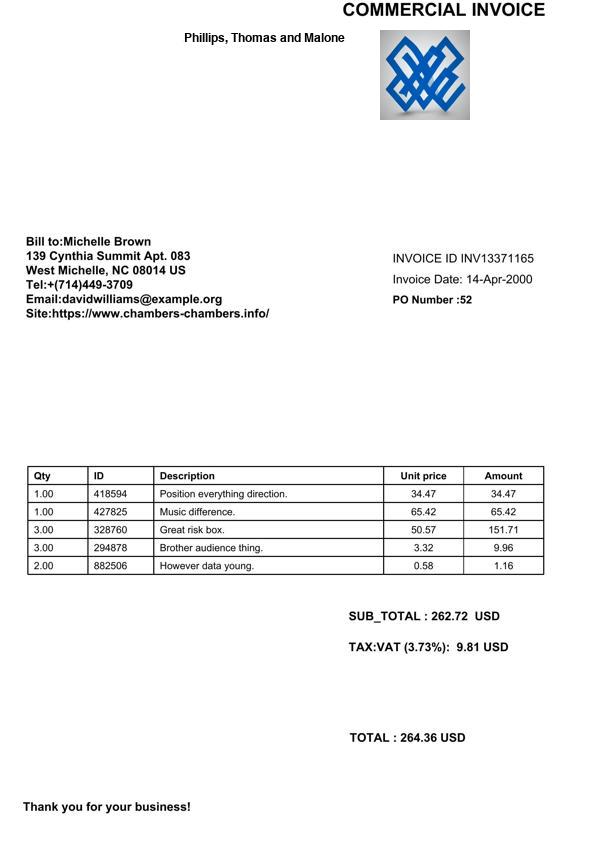 COMMERCIAL INVOICE
Phillips, Thomas and Malone
Bill to:Michelle Brown
139 Cynthia Summit Apt. 083
West Michelle, NC 08014 US
Tel:+(714)449-3709
Email:davidwilliams@example.org
Site:https://www.chambers-chambers.info/
INVOICE ID INV13371165
Invoice Date: 14-Apr-2000
PO Number :52
Qty ID Description Unit price Amount
1.00 418594 Position everything direction. 34.47 34.47
1.00 427825 Music difference. 65.42 65.42
3.00 328760 Great risk box. 50.57 151.71
3.00 294878 Brother audience thing. 3.32 9.96
2.00 882506 However data young. 0.58 1.16
SUB_TOTAL : 262.72 USD
TAX:VAT (3.73%): 9.81 USD
TOTAL : 264.36 USD
Thank you for your business!